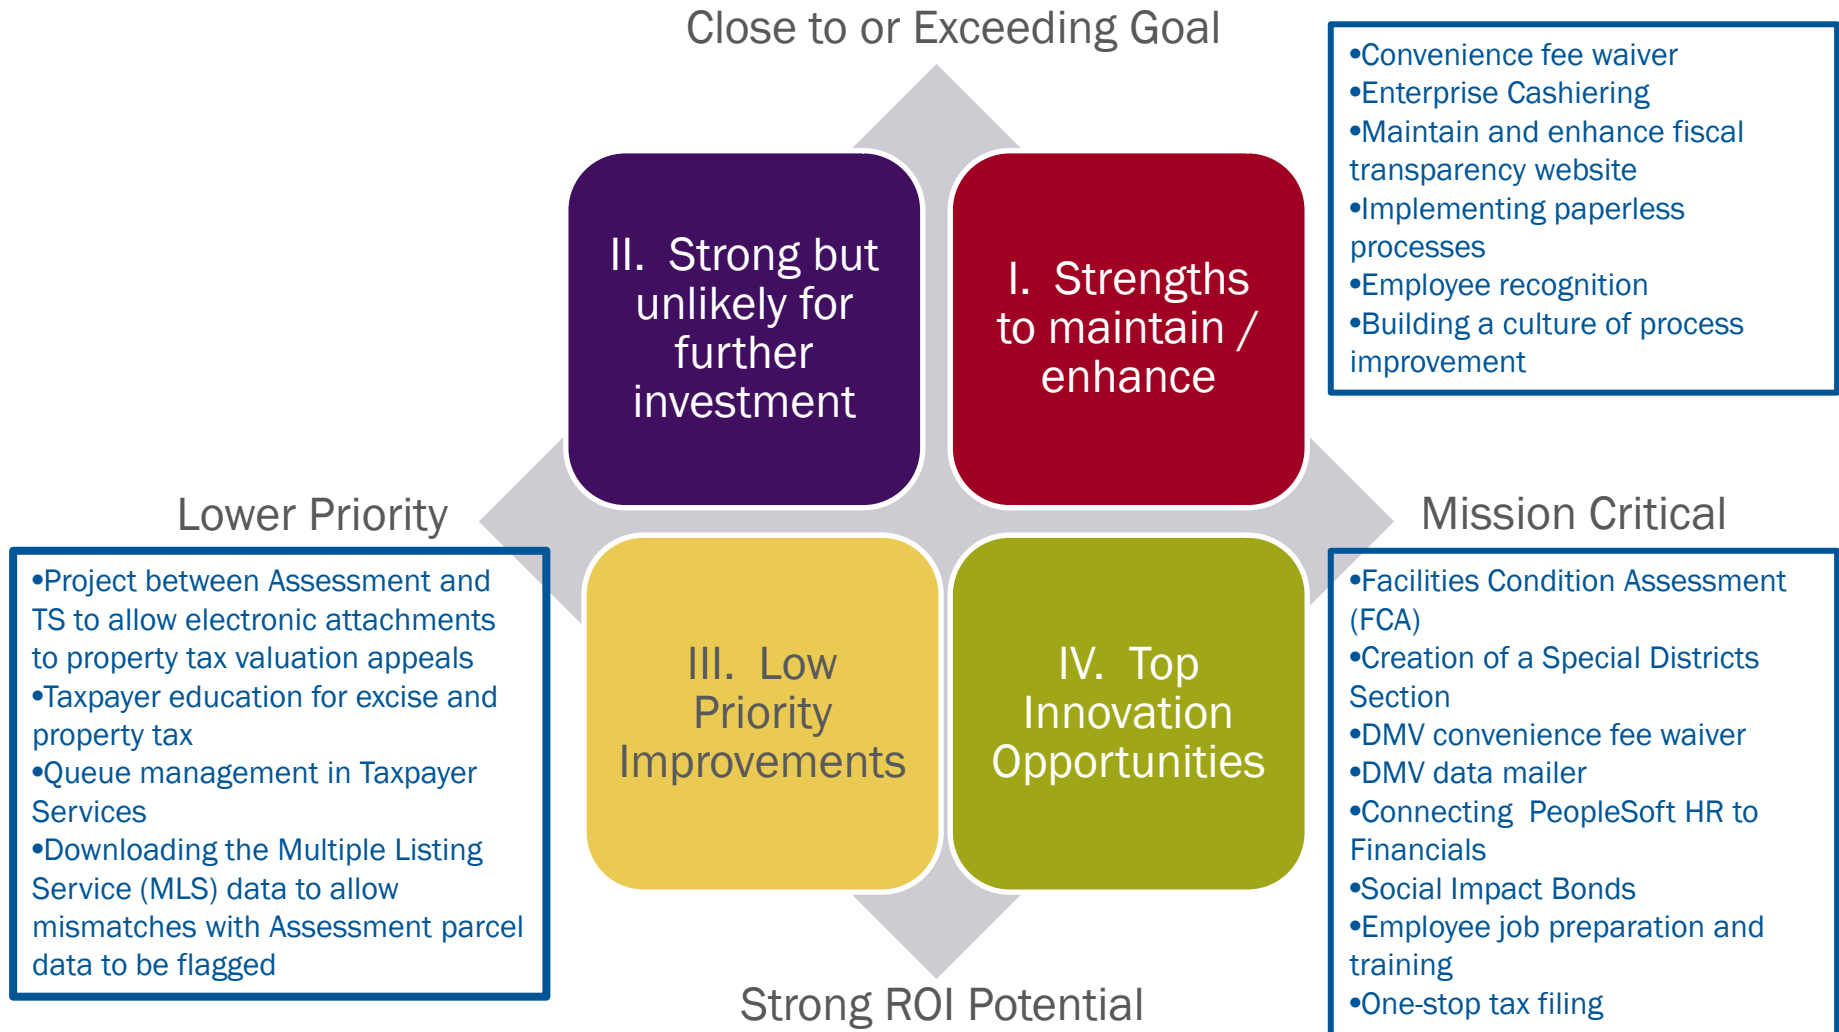 Close to or Exceeding Goal
•Convenience fee waiver
•Enterprise Cashiering
•Maintain and enhance fiscal
transparency website
•Implementing paperless
processes
•Employee recognition
•Building a culture of process
improvement
II. Strong but
unlikely for
further
investment
I. Strengths
to maintain /
enhance
Lower Priority
Mission Critical
•Project between Assessment and
TS to allow electronic attachments
to property tax valuation appeals
•Taxpayer education for excise and
property tax
•Queue management in Taxpayer
Services
•Downloading the Multiple Listing
Service (MLS) data to allow
mismatches with Assessment parcel
data to be flagged
III. Low
Priority
Improvements
IV. Top
Innovation
Opportunities
•Facilities Condition Assessment
(FCA)
•Creation of a Special Districts
Section
•DMV convenience fee waiver
•DMV data mailer
•Connecting  PeopleSoft HR to
Financials
•Social Impact Bonds
•Employee job preparation and
training
•One-stop tax filing
Strong ROI Potential